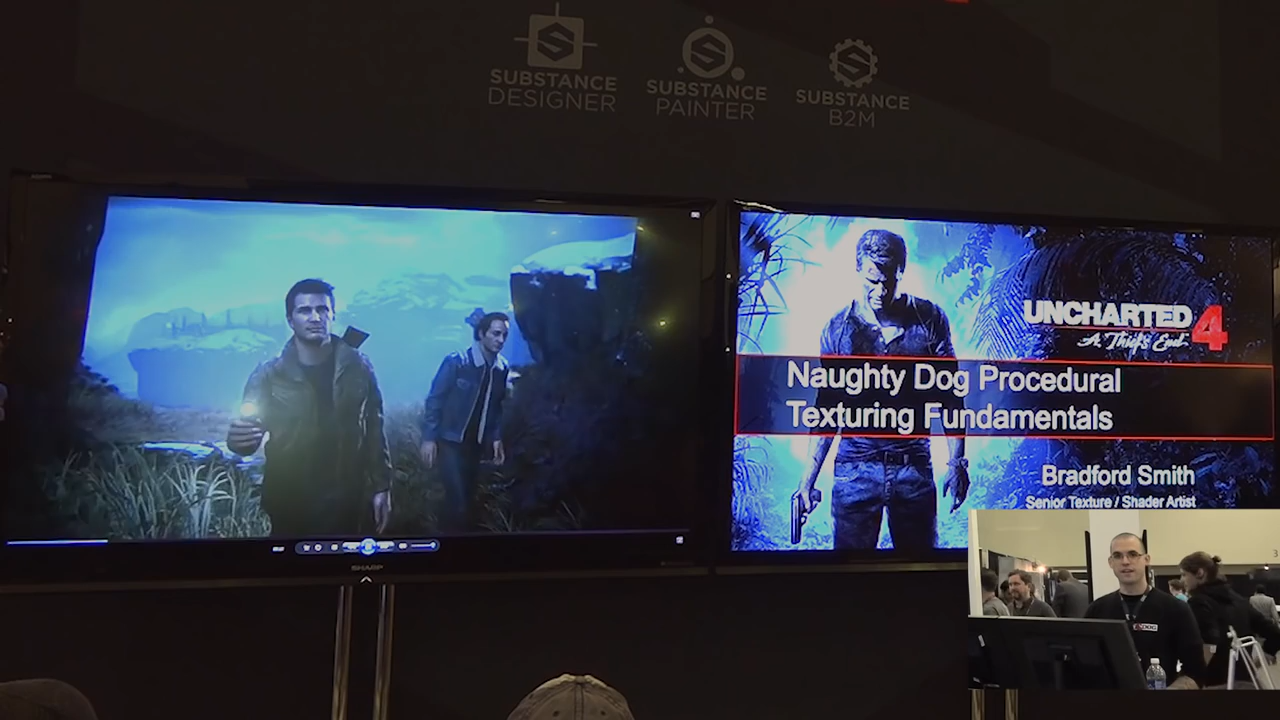 SUBSTANCE
DESIGNER
SUBSTANCE
PAINTER
SUBSTANCE
B2M
UNCHARTED 4
A Thief's End
Naughty Dog Procedural
Texturing Fundamentals
Bradford Smith
Senior Texture / Shader Artist
SHARP
DOG